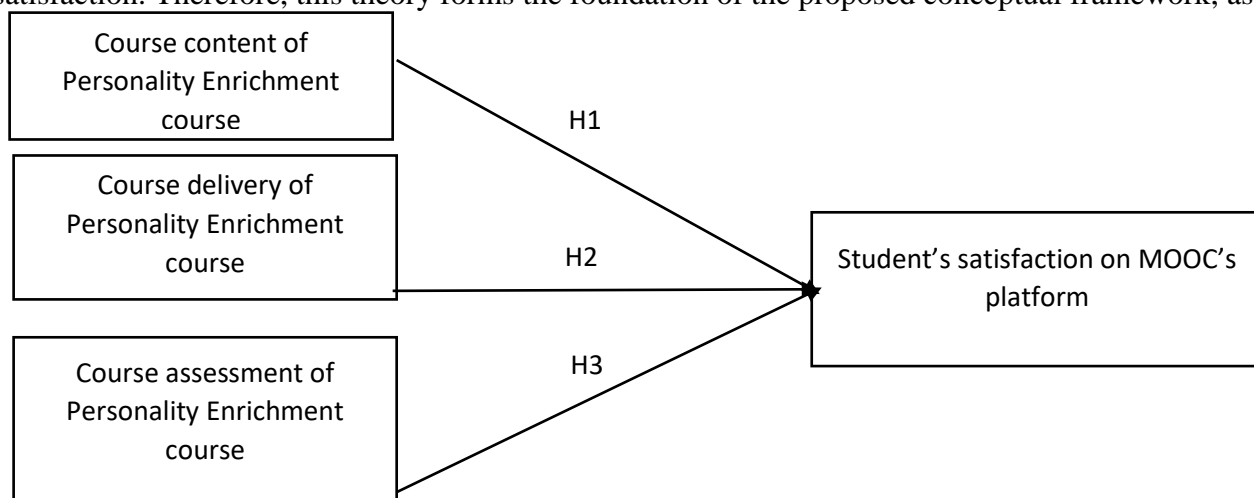 satisfaction. Therefore, this theory forms the foundation of the proposed conceptual framework, as
Course content of
Personality Enrichment
course
H1
Course delivery of
Personality Enrichment
course
H2
Student’s satisfaction on MOOC’s
platform
H3
Course assessment of
Personality Enrichment
course